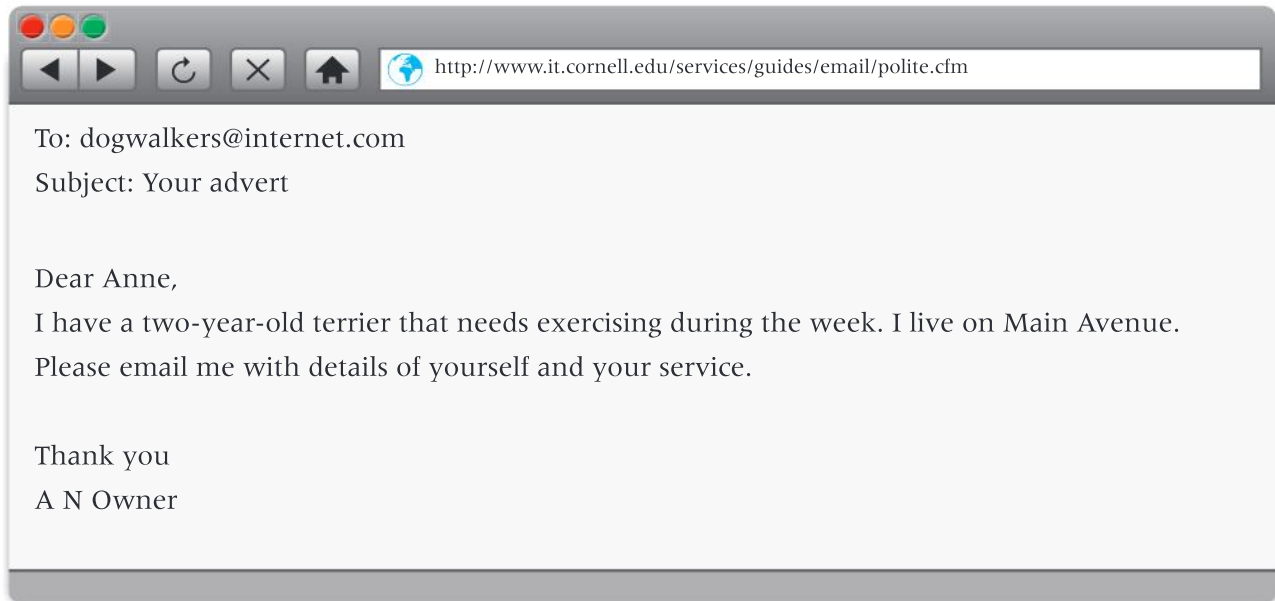 http://www.it.cornell.edu/services/guides/email/polite.cfm
To: dogwalkers@internet.com
Subject: Your advert
Dear Anne,
I have a two-year-old terrier that needs exercising during the week. I live on Main Avenue.
Please email me with details of yourself and your service.
Thank you
A N Owner